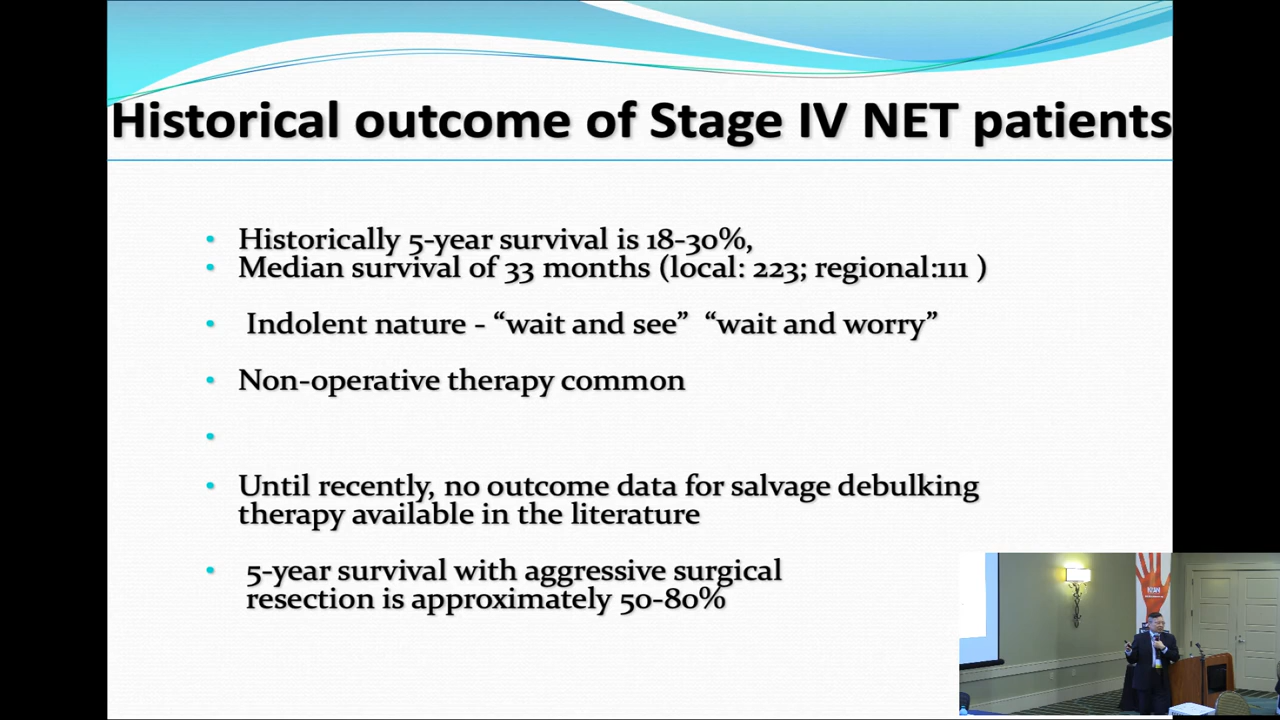 Historical outcome of Stage IV NET patients
• Historically 5-year survival is 18-30%,
• Median survival of 33 months (local: 223; regional:111 )
• Indolent nature - “wait and see” “wait and worry”
• Non-operative therapy common
•
• Until recently, no outcome data for salvage debulking
therapy available in the literature
• 5-year survival with aggressive surgical
resection is approximately 50-80%